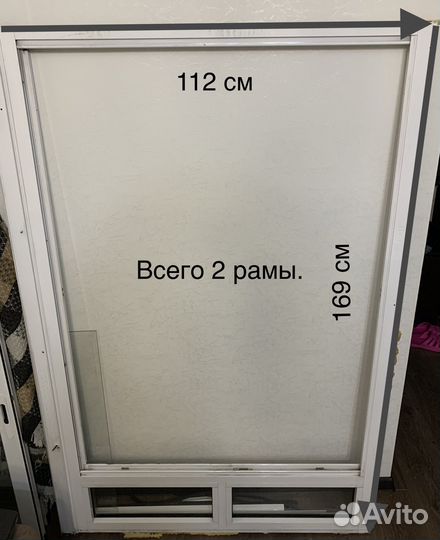 112 см
Всего 2 рамы.
169 см
Avito